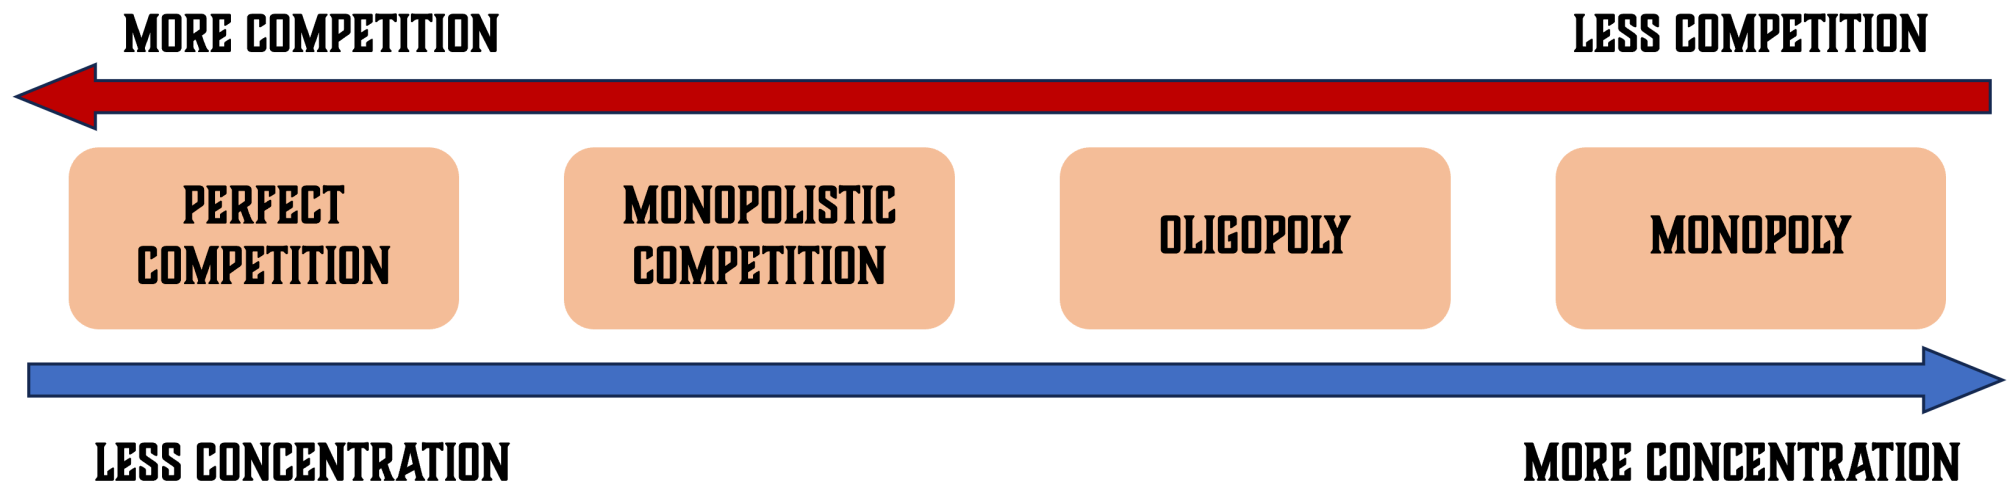 MORE COMPETITION
LESS COMPETITION
PERFECT
COMPETITION
MONOPOLISTIC
COMPETITION
OLIGOPOLY
MONOPOLY
LESS CONCENTRATION
MORE CONCENTRATION